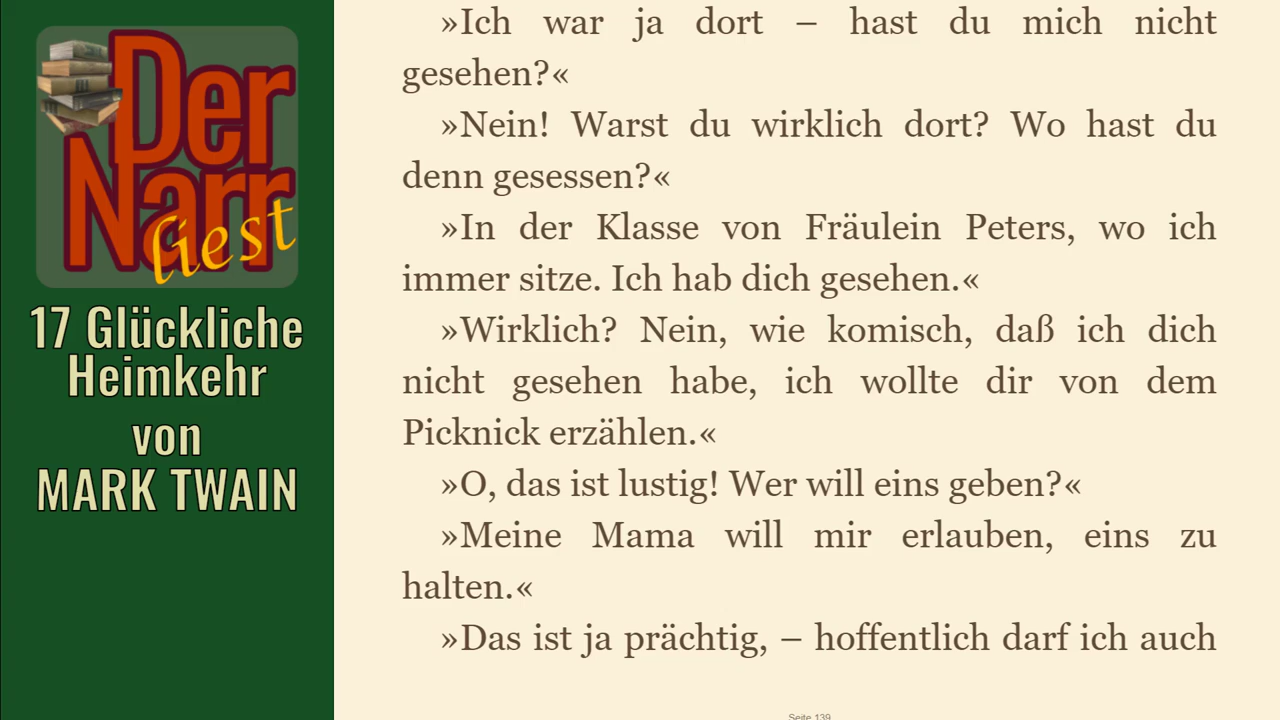 Der
Narr
liest
17 Glückliche
Heimkehr
von
MARK TWAIN
»Ich war ja dort – hast du mich nicht
gesehen?«
»Nein! Warst du wirklich dort? Wo hast du
denn gesessen?«
»In der Klasse von Fräulein Peters, wo ich
immer sitze. Ich hab dich gesehen.«
»Wirklich? Nein, wie komisch, daß ich dich
nicht gesehen habe, ich wollte dir von dem
Picknick erzählen.«
»O, das ist lustig! Wer will eins geben?«
»Meine Mama will mir erlauben, eins zu
halten.«
»Das ist ja prächtig, – hoffentlich darf ich auch
Seite 139